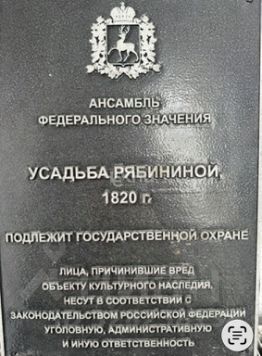 АНСАМБЛЬ
ФЕДЕРАЛЬНОГО ЗНАЧЕНИЯ
УСАДЬБА РЯБИНИНОЙ,
1820 г.
ПОДЛЕЖИТ ГОСУДАРСТВЕННОЙ ОХРАНЕ
ЛИЦА, ПРИЧИНИВШИЕ ВРЕД
ОБЪЕКТУ КУЛЬТУРНОГО НАСЛЕДИЯ,
НЕСУТ В СООТВЕТСТВИИ С
ЗАКОНОДАТЕЛЬСТВОМ РОССИЙСКОЙ ФЕДЕРАЦИИ
УГОЛОВНУЮ, АДМИНИСТРАТИВНУЮ
И ИНУЮ ОТВЕТСТВЕННОСТЬ